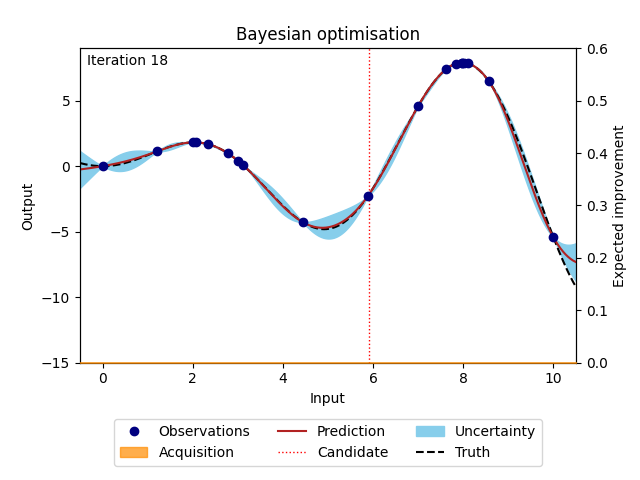 Bayesian optimisation
Iteration 18
Output
5
0
−5
−10
−15
0.6
0.5
0.4
0.3
0.2
0.1
0.0
Expected improvement
0 2 4 6 8 10
Input
Observations Prediction Uncertainty
Acquisition Candidate Truth